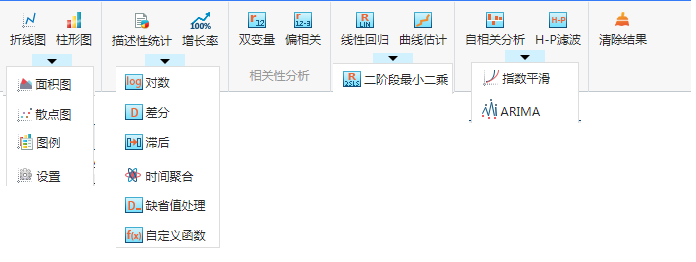 折线图 柱形图 描述性统计 增长率 双变量 偏相关 线性回归 曲线估计 自相关分析 H-P滤波 清除结果
相关性分析
面积图
散点图
图例
设置
对数
差分
滞后
时间聚合
缺省值处理
自定义函数
二阶段最小二乘
指数平滑
ARIMA